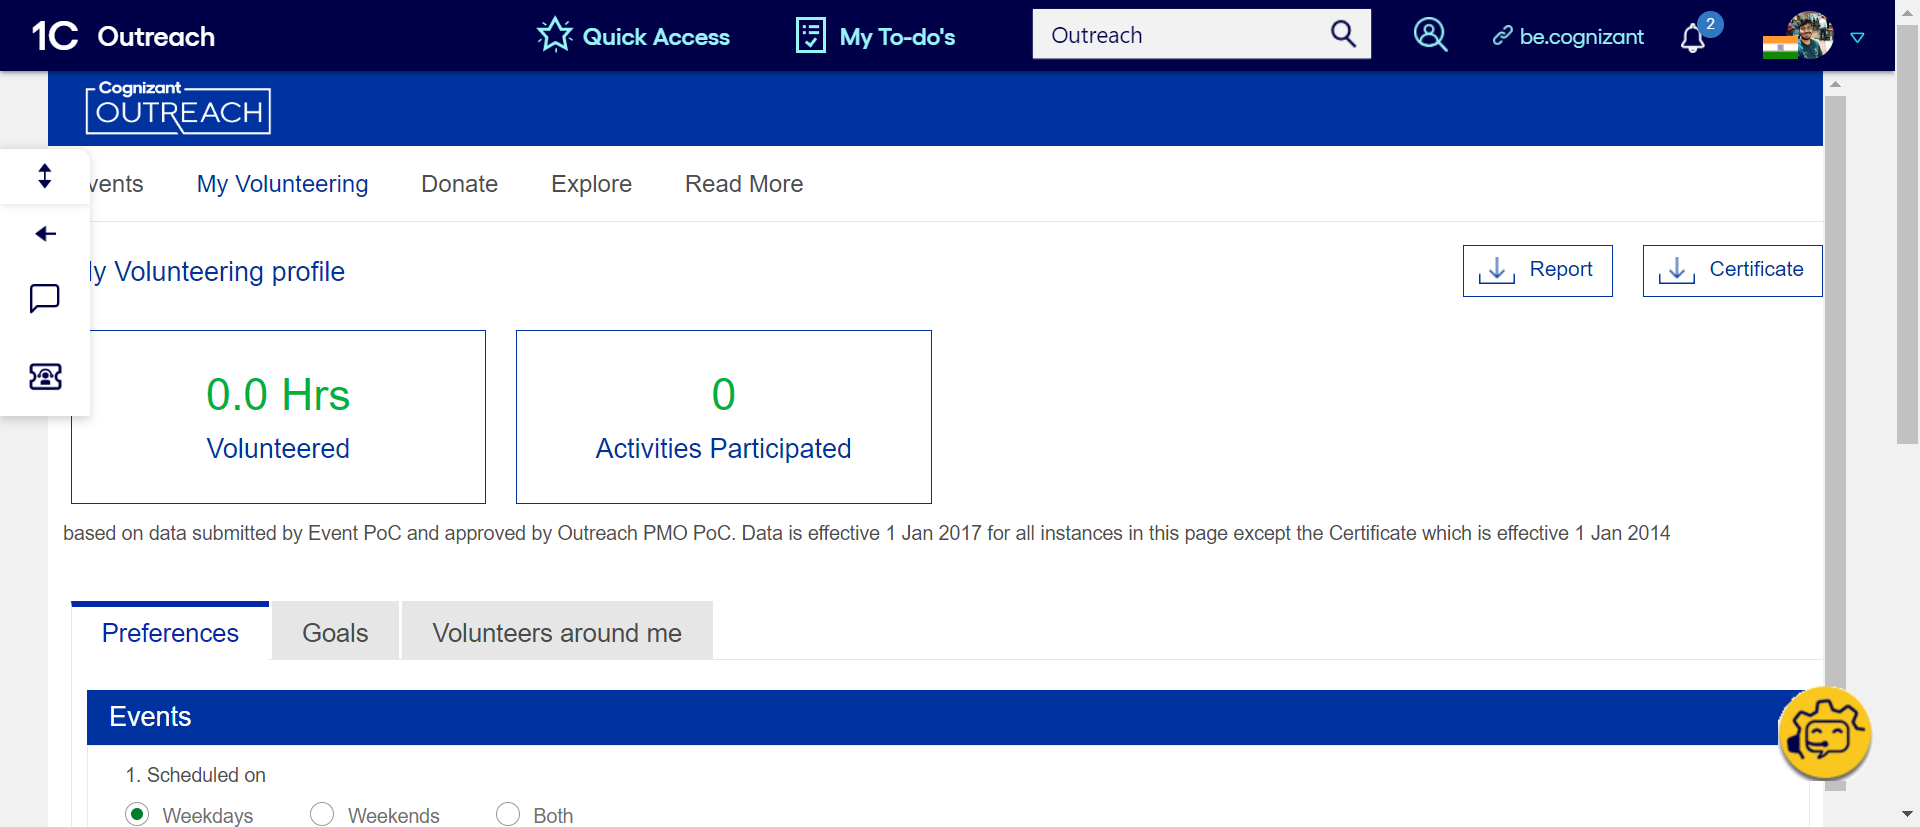 1C Outreach
Quick Access
My To-do's
Outreach
be.cognizant
2
Cognizant
OUTREACH
vents
My Volunteering
Donate
Explore
Read More
y Volunteering profile
Report
Certificate
0.0 Hrs
Volunteered
0
Activities Participated
based on data submitted by Event PoC and approved by Outreach PMO PoC. Data is effective 1 Jan 2017 for all instances in this page except the Certificate which is effective 1 Jan 2014
Preferences
Goals
Volunteers around me
Events
1. Scheduled on
Weekdays
Weekends
Both